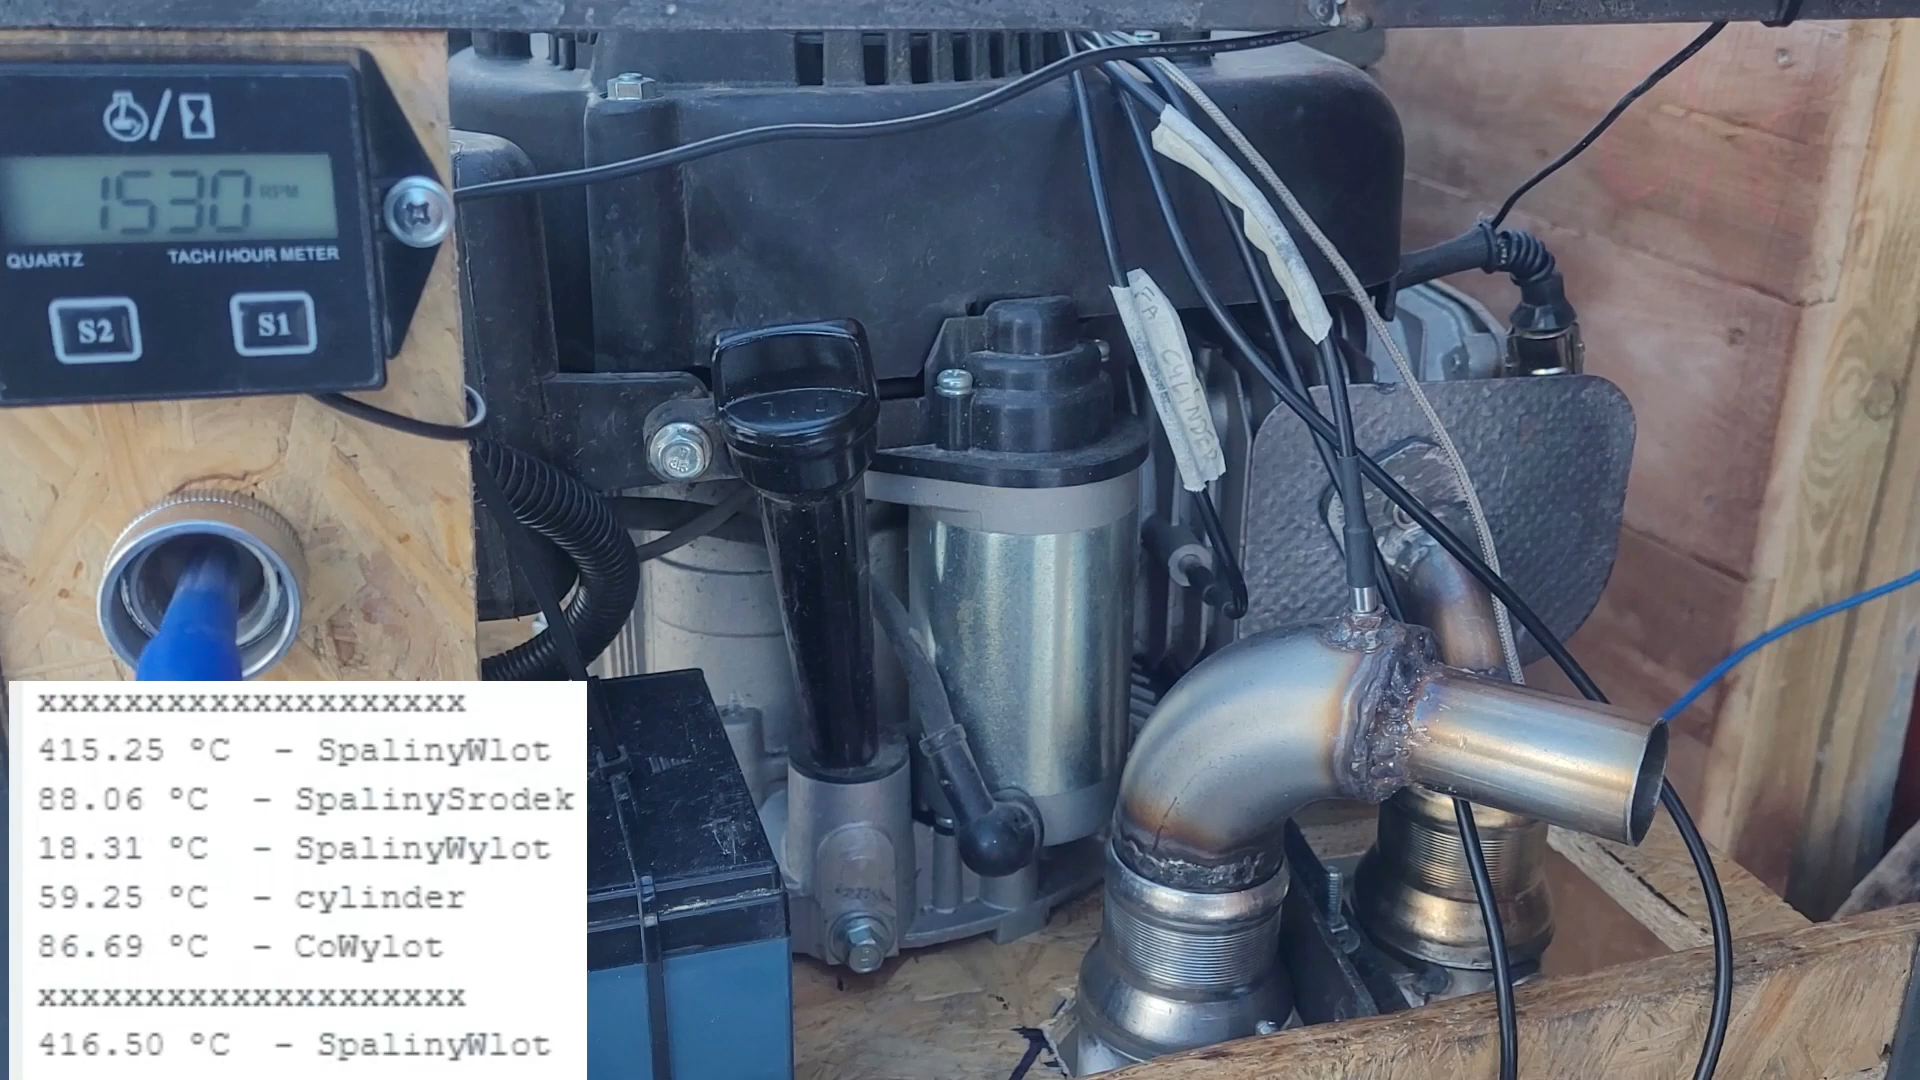 1530 RPM
QUARTZ TACH/HOUR METER
S2 S1
CYLINDER
xxxxxxxxxxxxxxxxxxxx
415.25 °C - SpalinyWlot
88.06 °C - SpalinySrodek
18.31 °C - SpalinyWylot
59.25 °C - cylinder
86.69 °C - CoWylot
xxxxxxxxxxxxxxxxxxxx
416.50 °C - SpalinyWlot